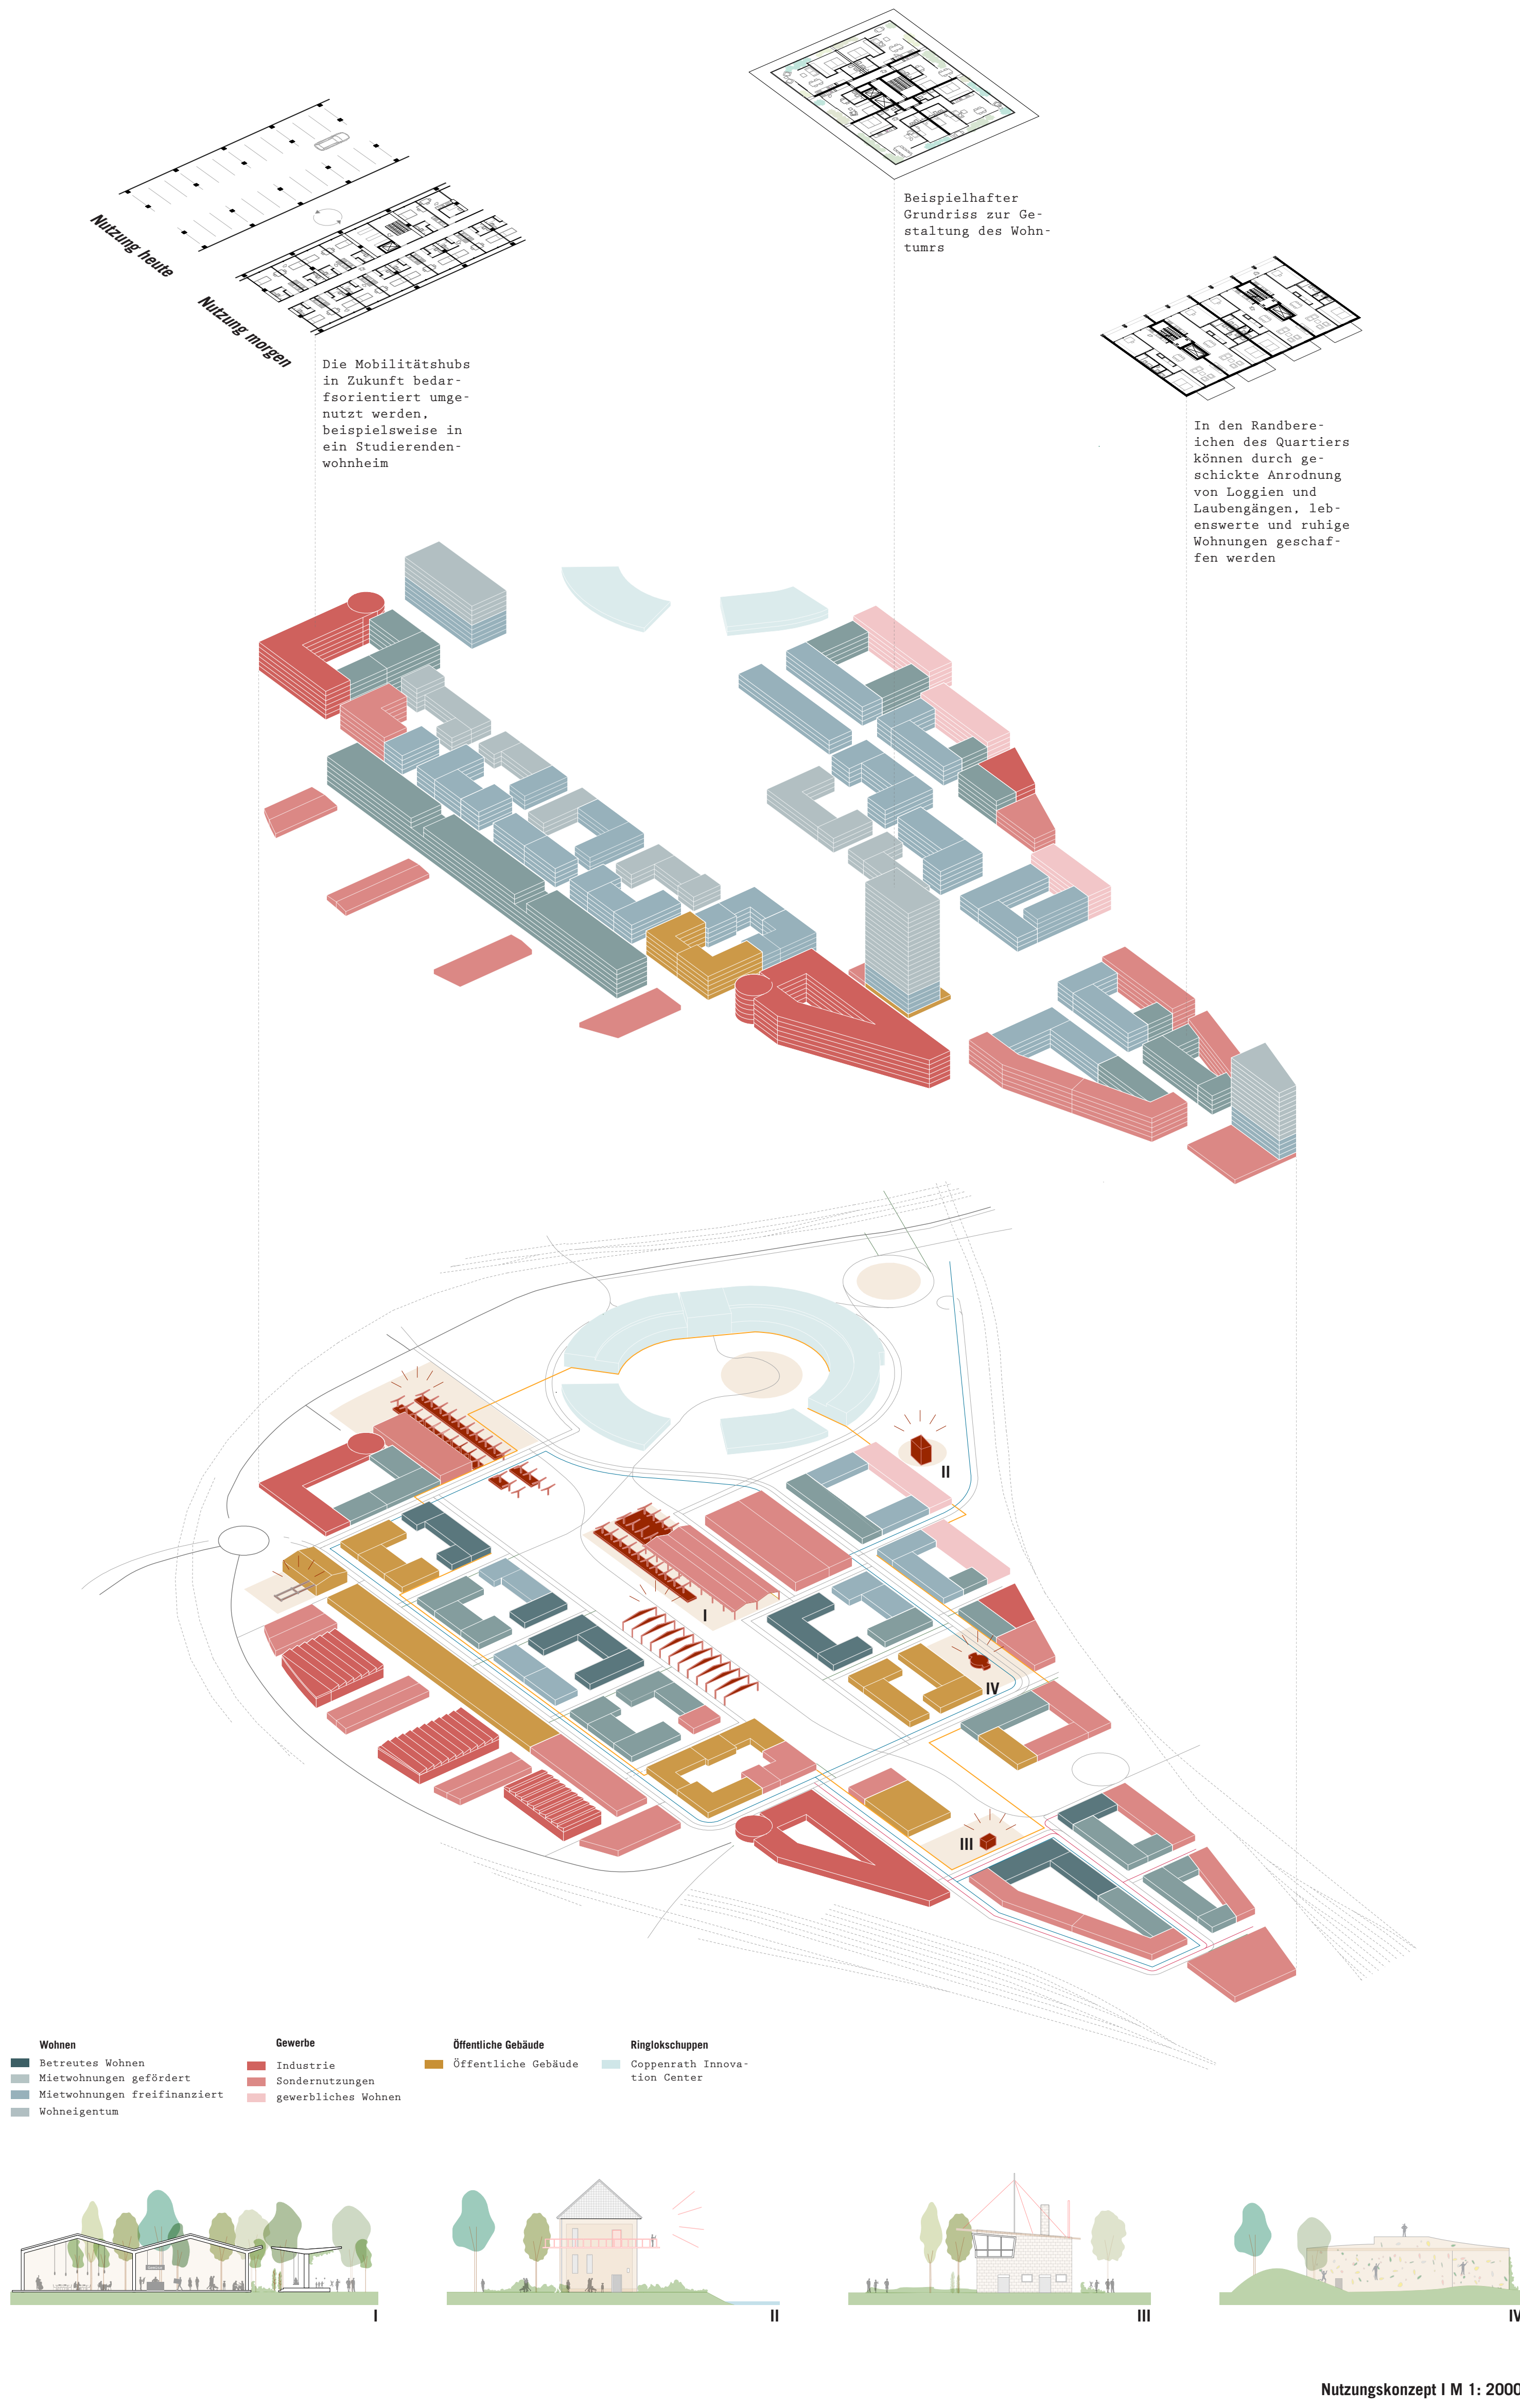 Beispielhafter
Grundriss zur Ge-
staltung des Wohn-
tumrs
Nutzung heute
Nutzung morgen
Die Mobilitätshubs
in Zukunft bedar-
fsorientiert umge-
nutzt werden,
beispielsweise in
ein Studierenden-
wohnheim
In den Randbere-
ichen des Quartiers
können durch ge-
schickte Anrodnung
von Loggien und
Laubengängen, leb-
enswerte und ruhige
Wohnungen geschaf-
fen werden
II
I
IV
III
Wohnen
Betreutes Wohnen
Mietwohnungen gefördert
Mietwohnungen freifinanziert
Wohneigentum
Gewerbe
Industrie
Sondernutzungen
gewerbliches Wohnen
Öffentliche Gebäude
Öffentliche Gebäude
Ringlokschuppen
Coppenrath Innova-
tion Center
I
II
III
IV
Nutzungskonzept I M 1: 2000